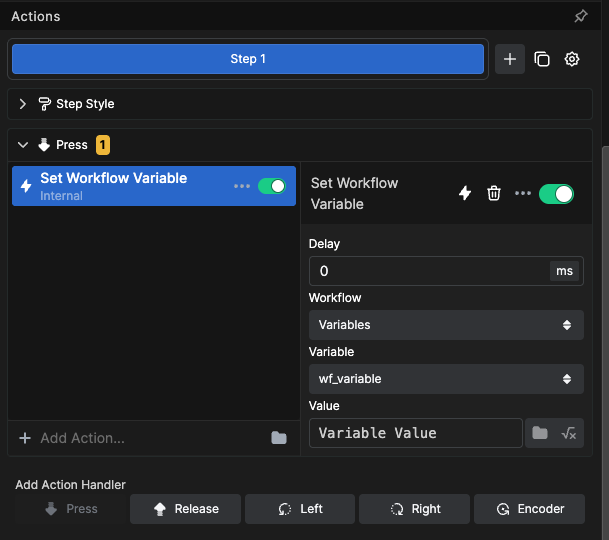 Actions
Step 1
Step Style
Press 1
Set Workflow Variable
Internal
Set Workflow
Variable
Delay
0 ms
Workflow
Variables
Variable
wf_variable
Value
Variable Value √x
Add Action...
Add Action Handler
Press Release Left Right Encoder